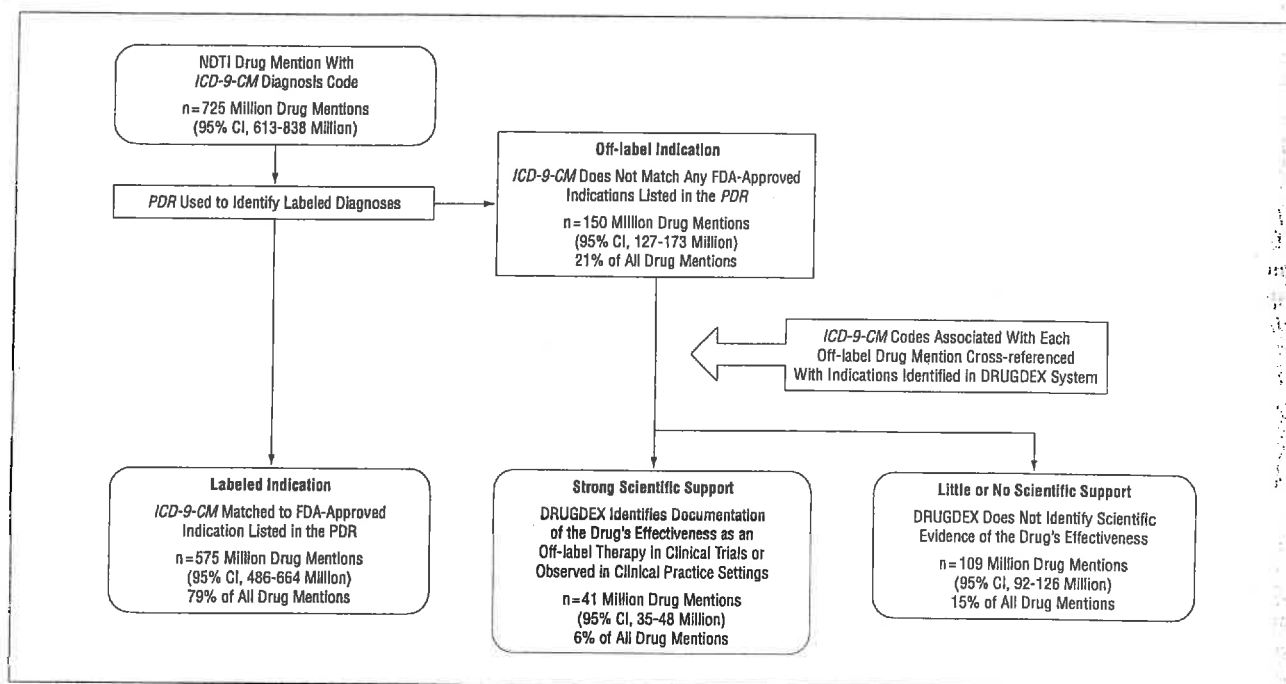 NDTI Drug Mention With
ICD-9-CM Diagnosis Code
n=725 Million Drug Mentions
(95% CI, 613-838 Million)
PDR Used to Identify Labeled Diagnoses
Off-label Indication
ICD-9-CM Does Not Match Any FDA-Approved
Indications Listed in the PDR
n=150 Million Drug Mentions
(95% CI, 127-173 Million)
21% of All Drug Mentions
ICD-9-CM Codes Associated With Each
Off-label Drug Mention Cross-referenced
With Indications Identified in DRUGDEX System
Labeled Indication
ICD-9-CM Matched to FDA-Approved
Indication Listed in the PDR
n=575 Million Drug Mentions
(95% CI, 486-664 Million)
79% of All Drug Mentions
Strong Scientific Support
DRUGDEX Identifies Documentation
of the Drug's Effectiveness as an
Off-label Therapy in Clinical Trials or
Observed in Clinical Practice Settings
n=41 Million Drug Mentions
(95% CI, 35-48 Million)
6% of All Drug Mentions
Little or No Scientific Support
DRUGDEX Does Not Identify Scientific
Evidence of the Drug's Effectiveness
n=109 Million Drug Mentions
(95% CI, 92-126 Million)
15% of All Drug Mentions